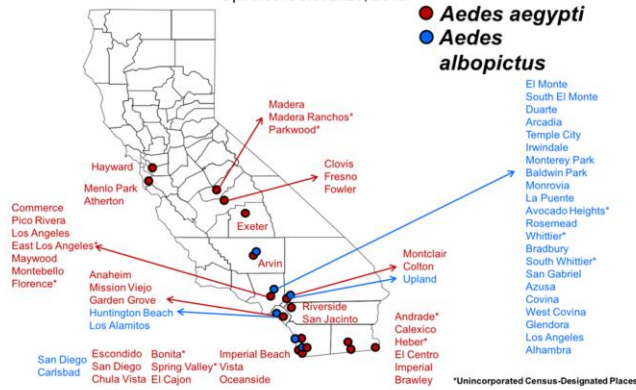 Aedes aegypti
Aedes
albopictus
El Monte
South El Monte
Duarte
Arcadia
Temple City
Irwindale
Monterey Park
Baldwin Park
Monrovia
La Puente
Avocado Heights*
Rosemead
Whittier*
Bradbury
South Whittier*
San Gabriel
Azusa
Covina
West Covina
Glendora
Los Angeles
Alhambra
Madera
Madera Ranchos*
Parkwood*
Clovis
Fresno
Fowler
Hayward
Menlo Park
Atherton
Exeter
Arvin
Commerce
Pico Rivera
Los Angeles
East Los Angeles*
Maywood
Montebello
Florence*
Anaheim
Mission Viejo
Garden Grove
Huntington Beach
Los Alamitos
Montclair
Colton
Upland
Riverside
San Jacinto
Andrade*
Calexico
Heber*
El Centro
Imperial
Brawley
San Diego
Carlsbad
Escondido
San Diego
Chula Vista
Bonita*
Spring Valley*
El Cajon
Imperial Beach
Vista
Oceanside
*Unincorporated Census-Designated Places